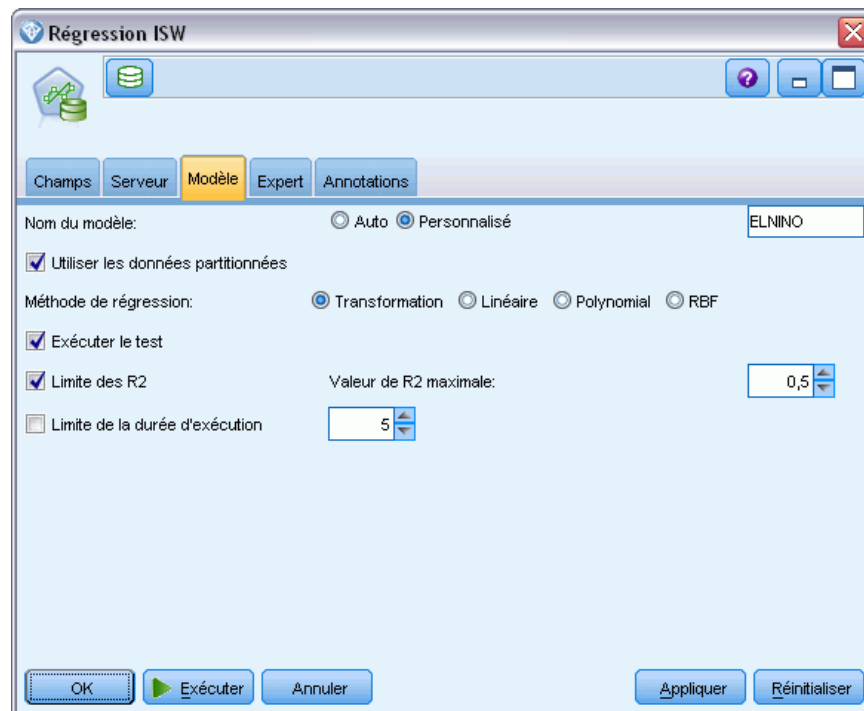 Régression ISW
Champs Serveur Modèle Expert Annotations
Nom du modèle: Auto Personnalisé ELNINO
Utiliser les données partitionnées
Méthode de régression: Transformation Linéaire Polynomial RBF
Exécuter le test
Limite des R2 Valeur de R2 maximale: 0,5
Limite de la durée d'exécution 5
OK Exécuter Annuler Appliquer Réinitialiser